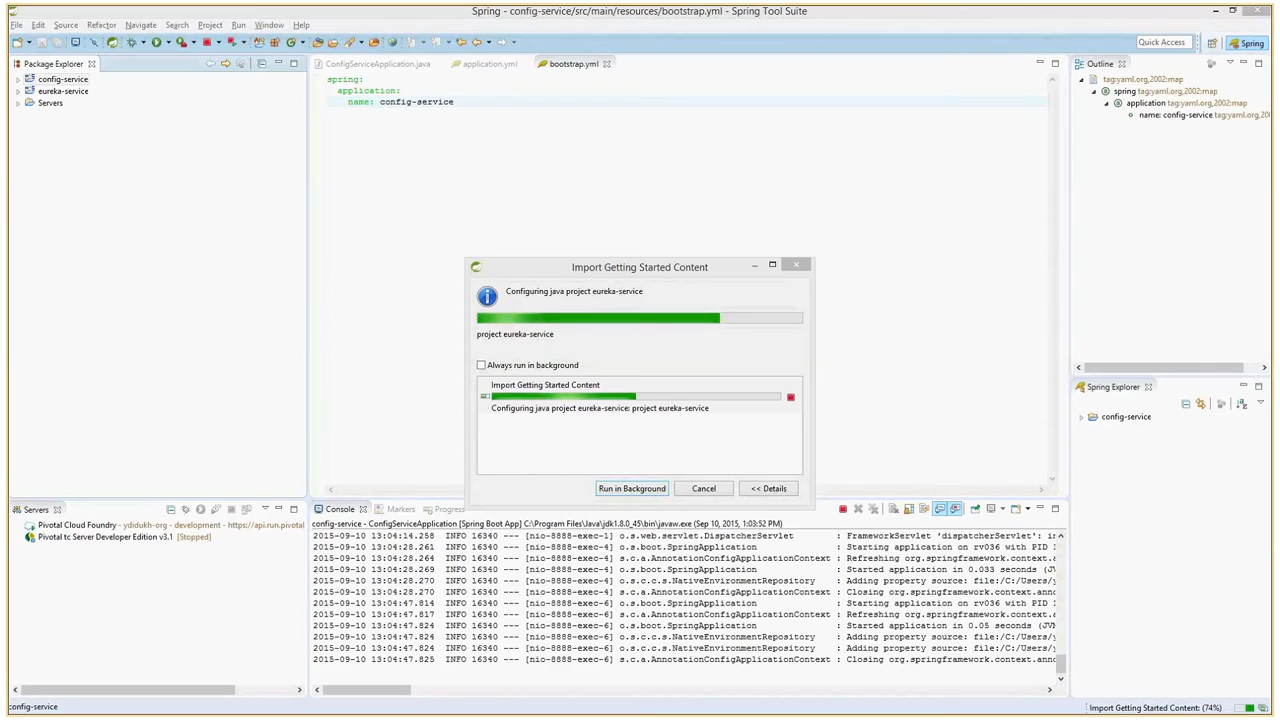 Spring - config-service/src/main/resources/bootstrap.yml - Spring Tool Suite
File Edit Source Refactor Navigate Search Project Run Window Help
Quick Access
Spring
Package Explorer
config-service
eureka-service
Servers
ConfigServiceApplication.java
application.yml
bootstrap.yml
spring:
application:
name: config-service
Outline
tag:yaml.org,2002:map
spring tag:yaml.org,2002:map
application tag:yaml.org,2002:map
name: config-service tag:yaml.org,20
Spring Explorer
config-service
Import Getting Started Content
Configuring java project eureka-service
project eureka-service
Always run in background
Import Getting Started Content
Configuring java project eureka-service: project eureka-service
Run in Background
Cancel
<< Details
Servers
Pivotal Cloud Foundry - ydidukh-org - development - https://api.run.pivotal
Pivotal tc Server Developer Edition v3.1 [Stopped]
Console
Markers
Progress
config-service - ConfigServiceApplication [Spring Boot App] C:\Program Files\Java\jdk1.8.0_45\bin\javaw.exe (Sep 10, 2015, 1:03:52 PM)
2015-09-10 13:04:14.258 INFO 16340 --- [nio-8888-exec-1] o.s.web.servlet.DispatcherServlet : FrameworkServlet 'dispatcherServlet': i
2015-09-10 13:04:28.261 INFO 16340 --- [nio-8888-exec-4] o.s.boot.SpringApplication : Starting application on rv036 with PID 1
2015-09-10 13:04:28.264 INFO 16340 --- [nio-8888-exec-4] s.c.a.AnnotationConfigApplicationContext : Refreshing org.springframework.context.a
2015-09-10 13:04:28.269 INFO 16340 --- [nio-8888-exec-4] o.s.boot.SpringApplication : Started application in 0.033 seconds (JV
2015-09-10 13:04:28.270 INFO 16340 --- [nio-8888-exec-4] o.s.c.c.s.NativeEnvironmentRepository : Adding property source: file:/C:/Users/y
2015-09-10 13:04:28.270 INFO 16340 --- [nio-8888-exec-4] s.c.a.AnnotationConfigApplicationContext : Closing org.springframework.context.anno
2015-09-10 13:04:47.814 INFO 16340 --- [nio-8888-exec-6] o.s.boot.SpringApplication : Starting application on rv036 with PID 1
2015-09-10 13:04:47.817 INFO 16340 --- [nio-8888-exec-6] s.c.a.AnnotationConfigApplicationContext : Refreshing org.springframework.context.a
2015-09-10 13:04:47.824 INFO 16340 --- [nio-8888-exec-6] o.s.boot.SpringApplication : Started application in 0.05 seconds (JVM
2015-09-10 13:04:47.824 INFO 16340 --- [nio-8888-exec-6] o.s.c.c.s.NativeEnvironmentRepository : Adding property source: file:/C:/Users/y
2015-09-10 13:04:47.824 INFO 16340 --- [nio-8888-exec-6] o.s.c.c.s.NativeEnvironmentRepository : Adding property source: file:/C:/Users/y
2015-09-10 13:04:47.825 INFO 16340 --- [nio-8888-exec-6] s.c.a.AnnotationConfigApplicationContext : Closing org.springframework.context.anno
config-service
Import Getting Started Content: (74%)